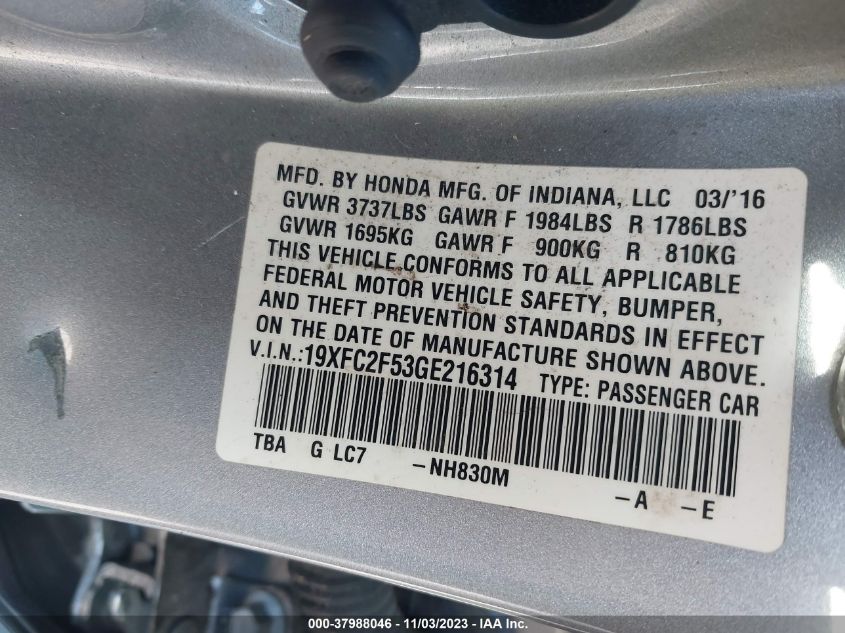 MFD. BY HONDA MFG. OF INDIANA, LLC 03/'16
GVWR 3737LBS GAWR F 1984LBS R 1786LBS
GVWR 1695KG GAWR F 900KG R 810KG
THIS VEHICLE CONFORMS TO ALL APPLICABLE
FEDERAL MOTOR VEHICLE SAFETY, BUMPER,
AND THEFT PREVENTION STANDARDS IN EFFECT
ON THE DATE OF MANUFACTURE SHOWN ABOVE.
V.I.N.:19XFC2F53GE216314 TYPE: PASSENGER CAR
TBA G LC7 -NH830M -A -E
000-37988046 - 11/03/2023 - IAA Inc.